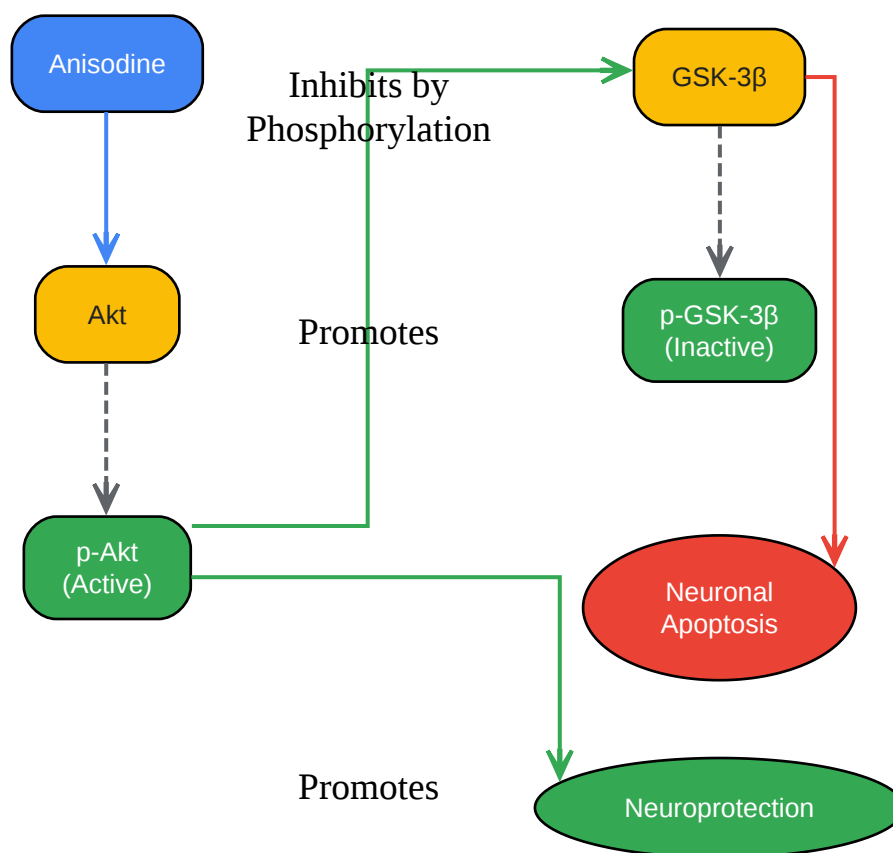 Anisodine
Inhibits by
Phosphorylation
GSK-3β
Akt
Promotes
p-GSK-3β
(Inactive)
p-Akt
(Active)
Neuronal
Apoptosis
Promotes
Neuroprotection